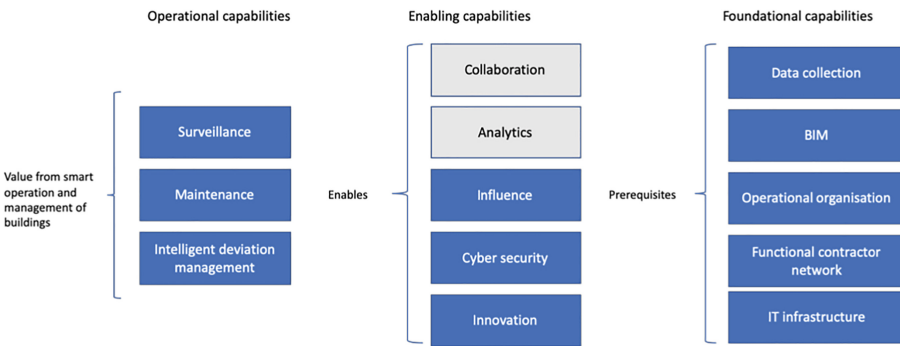 Operational capabilities
Enabling capabilities
Foundational capabilities
Value from smart
operation and
management of
buildings
Surveillance
Maintenance
Intelligent deviation
management
Enables
Collaboration
Analytics
Influence
Cyber security
Innovation
Prerequisites
Data collection
BIM
Operational organisation
Functional contractor
network
IT infrastructure